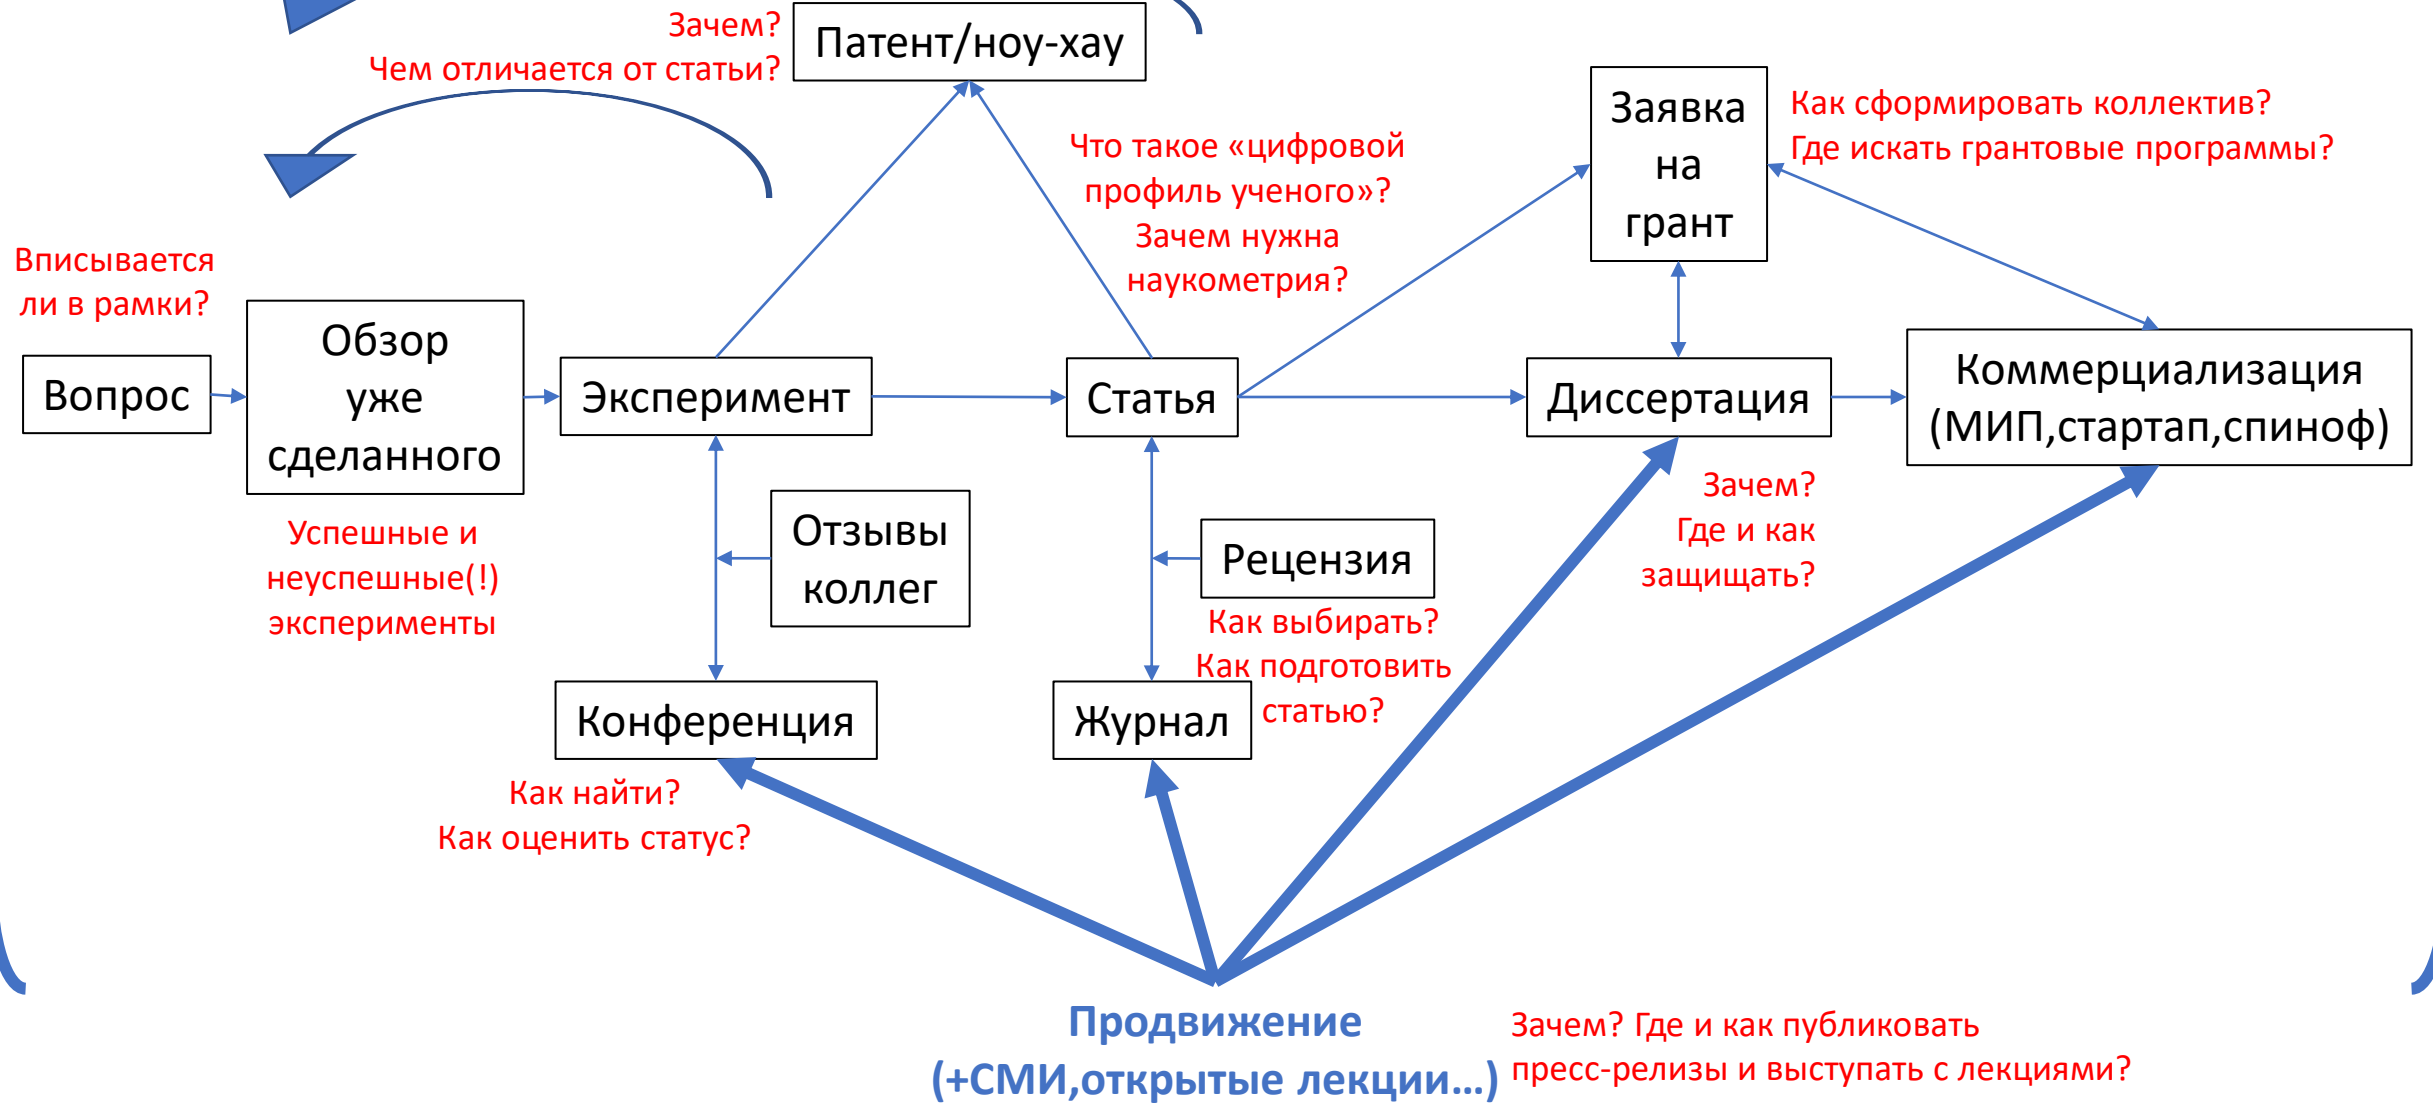 Зачем?
Чем отличается от статьи?
Патент/ноу-хау
Заявка
на
грант
Как сформировать коллектив?
Где искать грантовые программы?
Что такое «цифровой
профиль ученого»?
Зачем нужна
наукометрия?
Вписывается
ли в рамки?
Вопрос
Обзор
уже
сделанного
Эксперимент
Статья
Диссертация
Коммерциализация
(МИП,стартап,спиноф)
Успешные и
неуспешные(!)
эксперименты
Отзывы
коллег
Рецензия
Зачем?
Где и как
защищать?
Как выбирать?
Как подготовить
статью?
Конференция
Журнал
Как найти?
Как оценить статус?
Продвижение
(+СМИ,открытые лекции...)
Зачем? Где и как публиковать
пресс-релизы и выступать с лекциями?